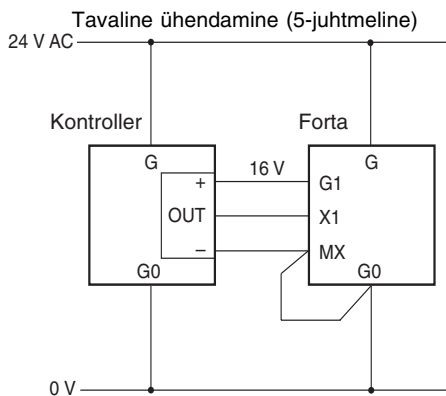 Tavaline ühendamine (5-juhtmeline)
24 V AC
Kontroller
Forta
G
16 V
G
+
G1
OUT
X1
–
MX
G0
G0
0 V